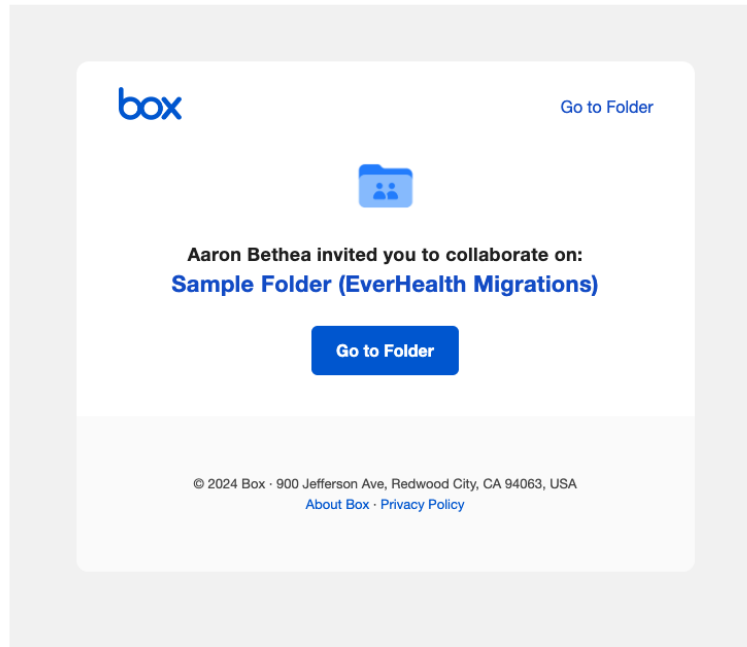 box
Go to Folder
Aaron Bethea invited you to collaborate on:
Sample Folder (EverHealth Migrations)
Go to Folder
© 2024 Box · 900 Jefferson Ave, Redwood City, CA 94063, USA
About Box · Privacy Policy